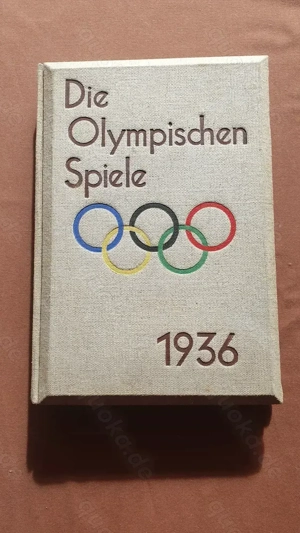 Die
Olympischen
Spiele
1936